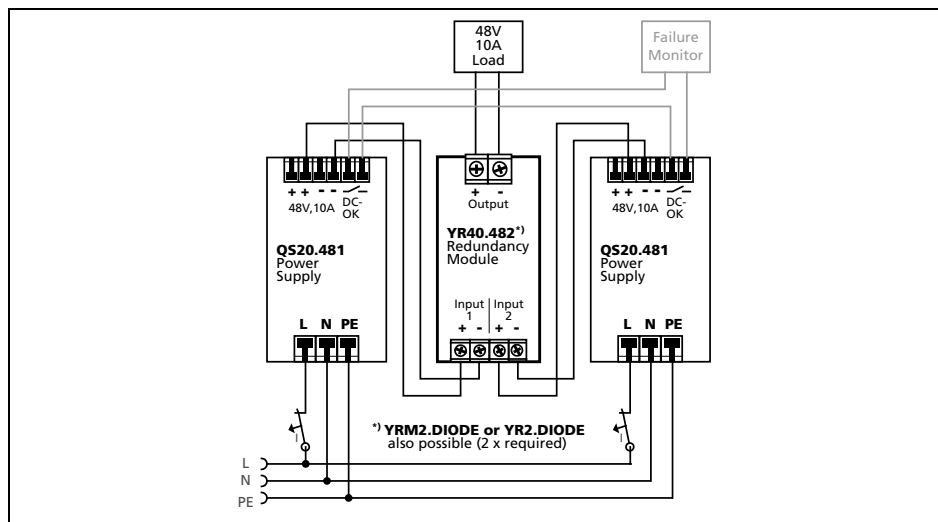 48V
10A
Load
Failure
Monitor
+ + - - DC-
48V,10A OK
QS20.481
Power
Supply
L N PE
+ -
Output
YR40.482*)
Redundancy
Module
Input Input
1 2
+ - + -
+ + - - DC-
48V,10A OK
QS20.481
Power
Supply
L N PE
I
I
*) YRM2.DIODE or YR2.DIODE
also possible (2 x required)
L
N
PE